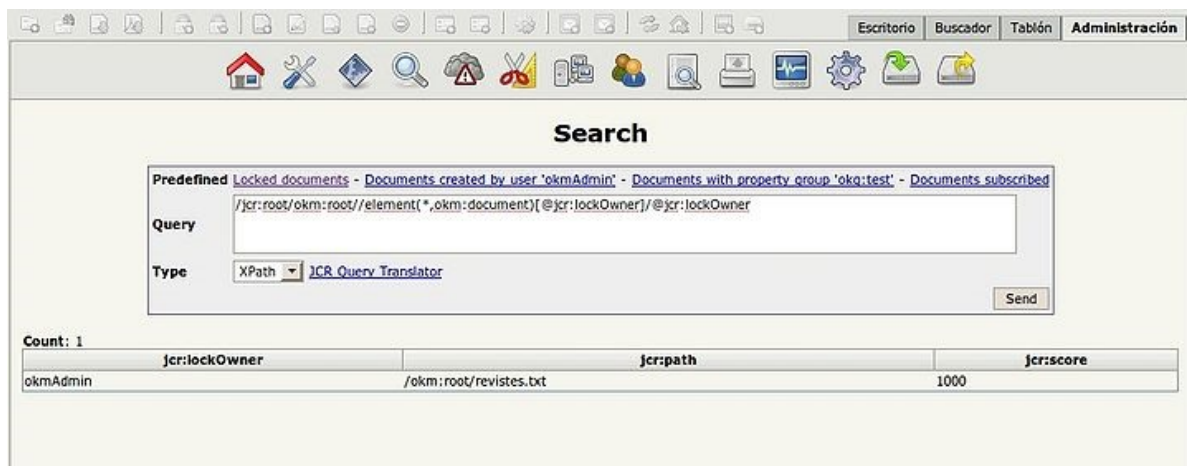 Escritorio Buscador Tablón Administración
Search
Predefined Locked documents - Documents created by user 'okmAdmin' - Documents with property group 'okg:test' - Documents subscribed
Query /jcr:root/okm:root//element(*,okm:document)[@jcr:lockOwner]/@jcr:lockOwner
Type XPath JCR Query Translator
Send
Count: 1
jcr:lockOwner jcr:path jcr:score
okmAdmin /okm:root/revistes.txt 1000